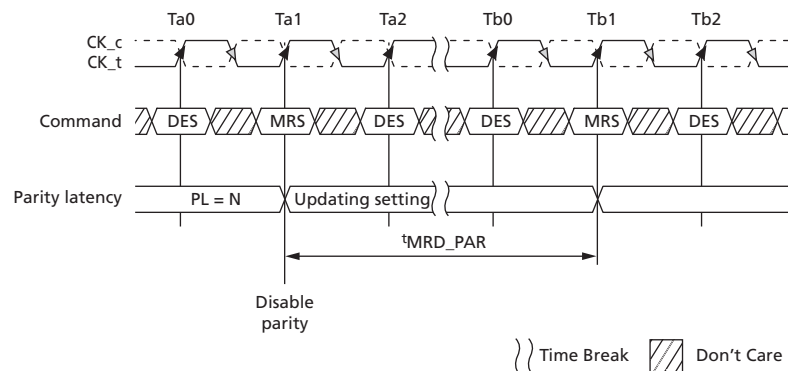 Ta0 Ta1 Ta2 Tb0 Tb1 Tb2
CK_c
CK_t
Command DES MRS DES DES MRS DES
Parity latency PL = N Updating setting
tMRD_PAR
Disable
parity
Time Break Don't Care